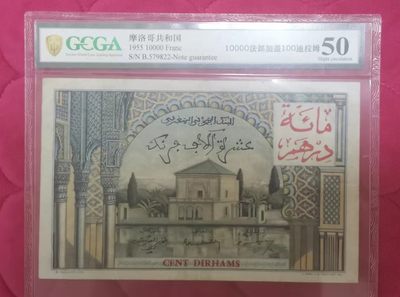 GCGA
摩洛哥共和国
1955 10000 Franc
S/N B.579822-Note guarantee
10000法郎加盖100迪拉姆
50
البنك المخزني المغربي
عشرة آلاف فرنك
مائة
درهم
CENT DIRHAMS